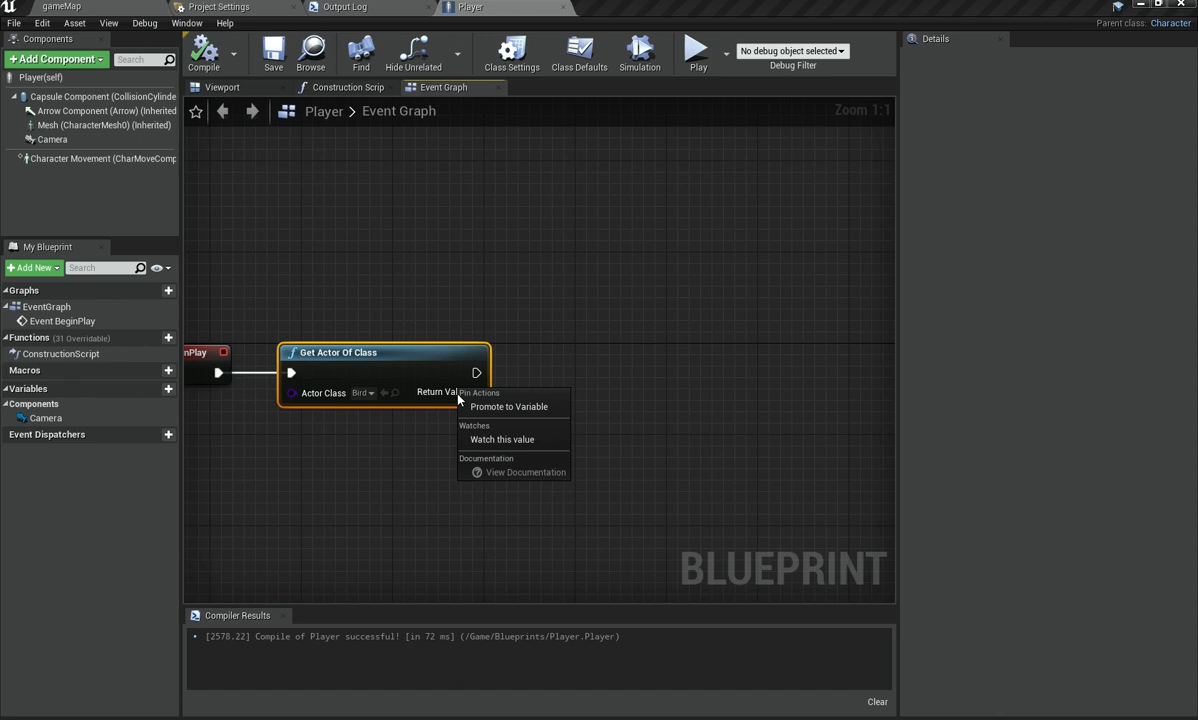 gameMap
Project Settings
Output Log
Player
File Edit Asset View Debug Window Help
Parent class: Character
Components
+ Add Component
Search
Player(self)
Capsule Component (CollisionCylinde
Arrow Component (Arrow) (Inherited
Mesh (CharacterMesh0) (Inherited)
Camera
Character Movement (CharMoveComp
Compile
Save
Browse
Find
Hide Unrelated
Class Settings
Class Defaults
Simulation
Play
No debug object selected
Debug Filter
Details
Viewport
Construction Scrip
Event Graph
Player > Event Graph
Zoom 1:1
My Blueprint
+ Add New
Search
Graphs
EventGraph
Event BeginPlay
Functions (31 Overridable)
ConstructionScript
Macros
Variables
Components
Camera
Event Dispatchers
nPlay
f Get Actor Of Class
Actor Class Bird
Return Val
Pin Actions
Promote to Variable
Watches
Watch this value
Documentation
View Documentation
BLUEPRINT
Compiler Results
[2578.22] Compile of Player successful! [in 72 ms] (/Game/Blueprints/Player.Player)
Clear